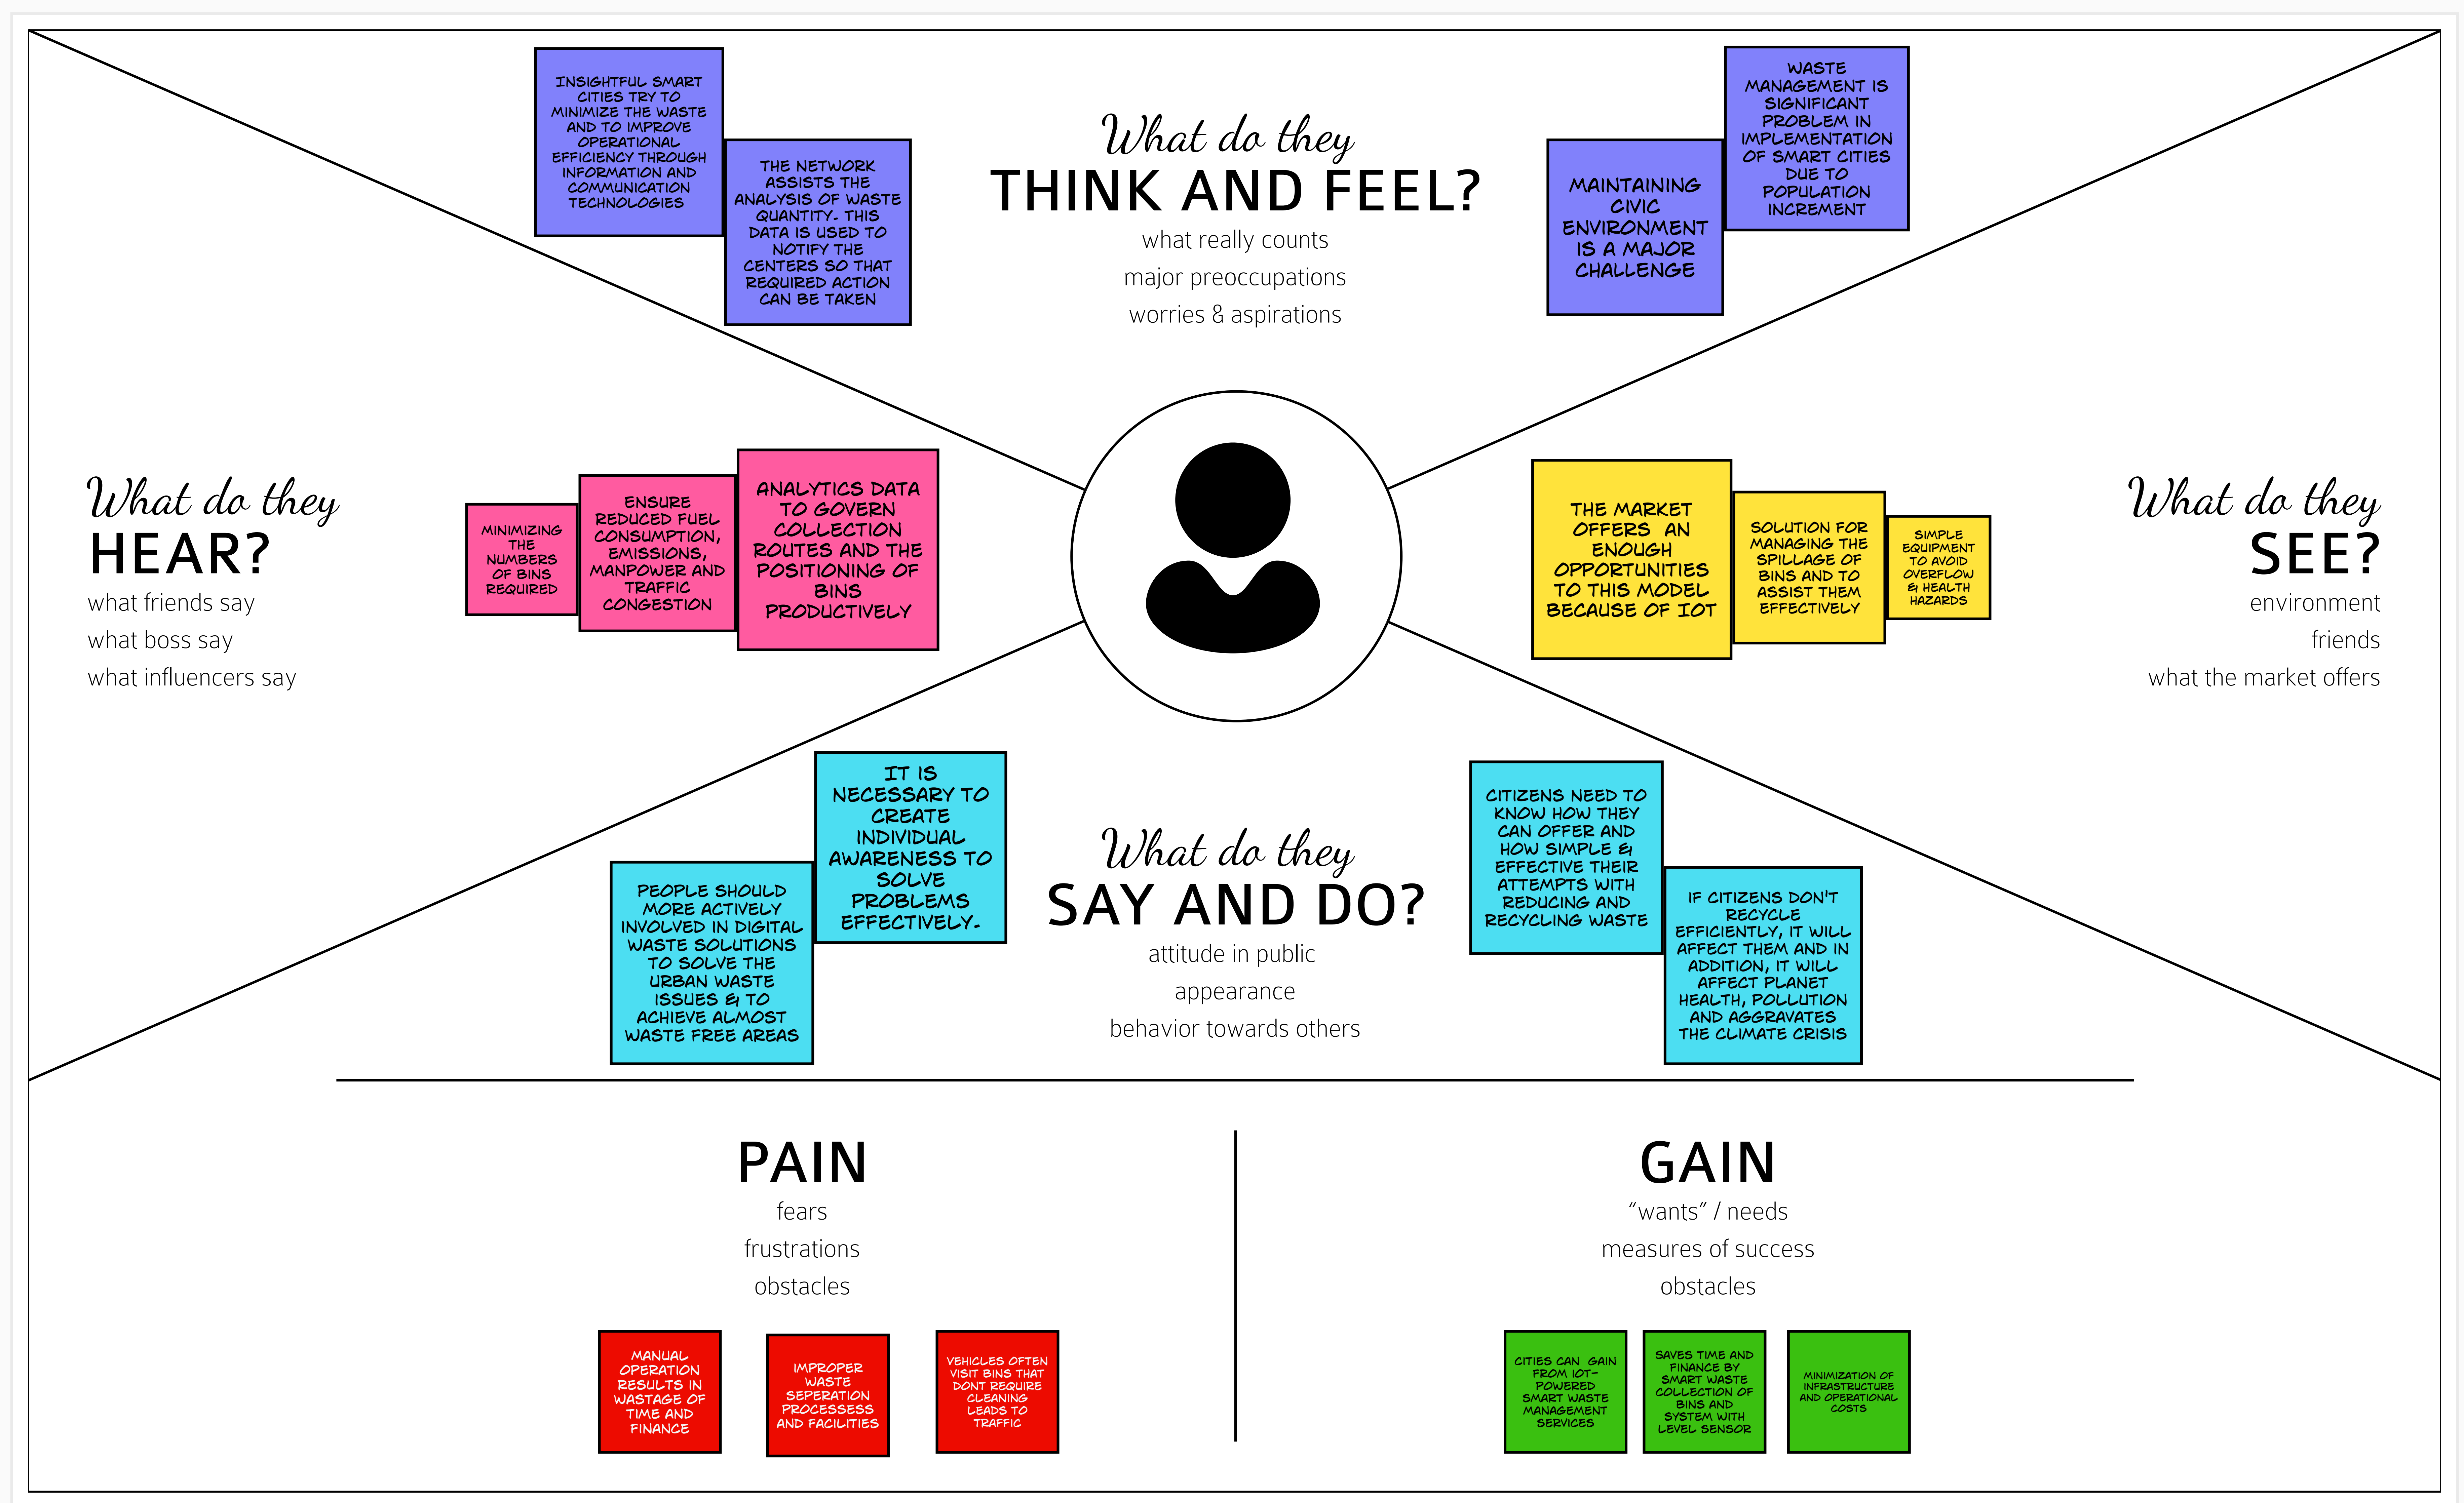 INSIGHTFUL SMART
CITIES TRY TO
MINIMIZE THE WASTE
AND TO IMPROVE
OPERATIONAL
EFFICIENCY THROUGH
INFORMATION AND
COMMUNICATION
TECHNOLOGIES
THE NETWORK
ASSISTS THE
ANALYSIS OF WASTE
QUANTITY. THIS
DATA IS USED TO
NOTIFY THE
CENTERS SO THAT
REQUIRED ACTION
CAN BE TAKEN
What do they
THINK AND FEEL?
what really counts
major preoccupations
worries & aspirations
MAINTAINING
CIVIC
ENVIRONMENT
IS A MAJOR
CHALLENGE
WASTE
MANAGEMENT IS
SIGNIFICANT
PROBLEM IN
IMPLEMENTATION
OF SMART CITIES
DUE TO
POPULATION
INCREMENT
What do they
HEAR?
what friends say
what boss say
what influencers say
MINIMIZING
THE
NUMBERS
OF BINS
REQUIRED
ENSURE
REDUCED FUEL
CONSUMPTION,
EMISSIONS,
MANPOWER AND
TRAFFIC
CONGESTION
ANALYTICS DATA
TO GOVERN
COLLECTION
ROUTES AND THE
POSITIONING OF
BINS
PRODUCTIVELY
THE MARKET
OFFERS AN
ENOUGH
OPPORTUNITIES
TO THIS MODEL
BECAUSE OF IOT
SOLUTION FOR
MANAGING THE
SPILLAGE OF
BINS AND TO
ASSIST THEM
EFFECTIVELY
SIMPLE
EQUIPMENT
TO AVOID
OVERFLOW
& HEALTH
HAZARDS
What do they
SEE?
environment
friends
what the market offers
PEOPLE SHOULD
MORE ACTIVELY
INVOLVED IN DIGITAL
WASTE SOLUTIONS
TO SOLVE THE
URBAN WASTE
ISSUES & TO
ACHIEVE ALMOST
WASTE FREE AREAS
IT IS
NECESSARY TO
CREATE
INDIVIDUAL
AWARENESS TO
SOLVE
PROBLEMS
EFFECTIVELY.
What do they
SAY AND DO?
attitude in public
appearance
behavior towards others
CITIZENS NEED TO
KNOW HOW THEY
CAN OFFER AND
HOW SIMPLE &
EFFECTIVE THEIR
ATTEMPTS WITH
REDUCING AND
RECYCLING WASTE
IF CITIZENS DON'T
RECYCLE
EFFICIENTLY, IT WILL
AFFECT THEM AND IN
ADDITION, IT WILL
AFFECT PLANET
HEALTH, POLLUTION
AND AGGRAVATES
THE CLIMATE CRISIS
PAIN
fears
frustrations
obstacles
MANUAL
OPERATION
RESULTS IN
WASTAGE OF
TIME AND
FINANCE
IMPROPER
WASTE
SEPERATION
PROCESSESS
AND FACILITIES
VEHICLES OFTEN
VISIT BINS THAT
DONT REQUIRE
CLEANING
LEADS TO
TRAFFIC
GAIN
“wants” / needs
measures of success
obstacles
CITIES CAN GAIN
FROM IOT-
POWERED
SMART WASTE
MANAGEMENT
SERVICES
SAVES TIME AND
FINANCE BY
SMART WASTE
COLLECTION OF
BINS AND
SYSTEM WITH
LEVEL SENSOR
MINIMIZATION OF
INFRASTRUCTURE
AND OPERATIONAL
COSTS